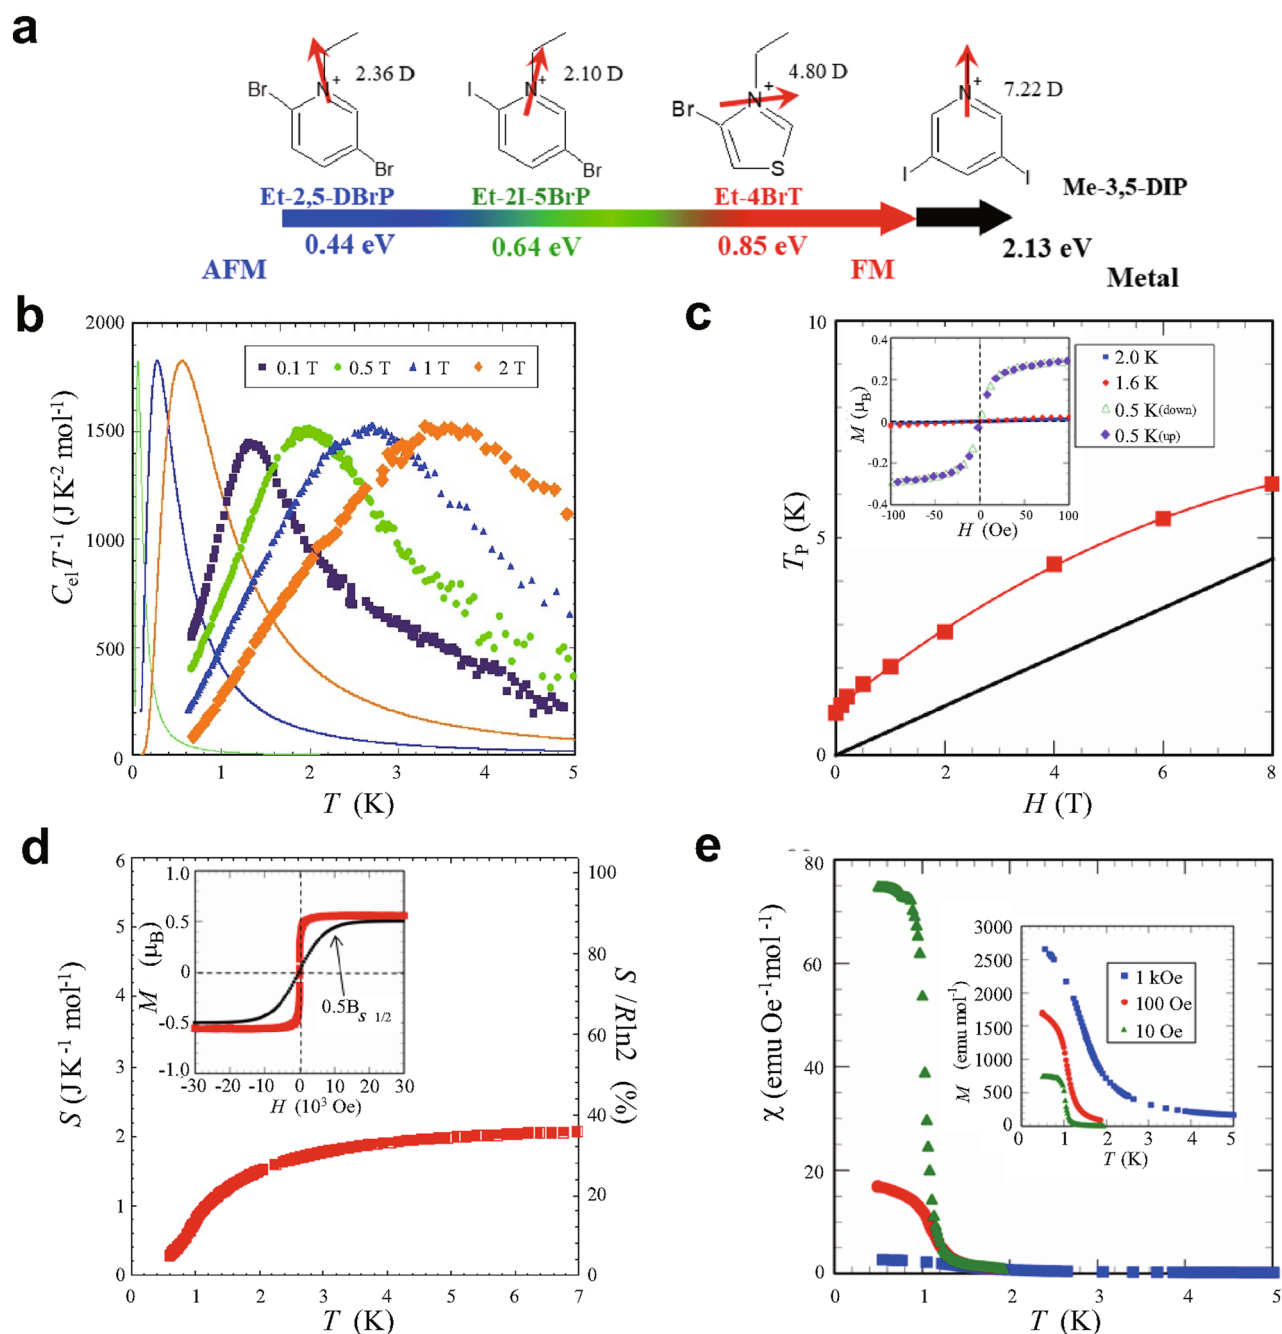 a
2.36 D
2.10 D
4.80 D
7.22 D
Br
N+
Br
I
N+
Br
Br
N+
S
N+
I
I
Et-2,5-DBrP
Et-2I-5BrP
Et-4BrT
Me-3,5-DIP
0.44 eV
0.64 eV
0.85 eV
2.13 eV
AFM
FM
Metal
b
2000
1500
1000
500
0
C_el T^-1 (J K^-2 mol^-1)
0.1 T
0.5 T
1 T
2 T
0 1 2 3 4 5
T (K)
c
10
5
0
T_P (K)
0.4
0.2
0
-0.2
-0.4
M (μ_B)
-100 -50 0 50 100
H (Oe)
2.0 K
1.6 K
0.5 K(down)
0.5 K(up)
0 2 4 6 8
H (T)
d
6
5
4
3
2
1
0
S (J K^-1 mol^-1)
1.0
0.5
0
-0.5
-1.0
M (μ_B)
0.5B_s 1/2
-30 -20 -10 0 10 20 30
H (10^3 Oe)
100
80
60
40
20
0
S /Rln2 (%)
0 1 2 3 4 5 6 7
T (K)
e
80
60
40
20
0
χ (emu Oe^-1 mol^-1)
3000
2500
2000
1500
1000
500
0
M (emu mol^-1)
1 kOe
100 Oe
10 Oe
0 1 2 3 4 5
T (K)
0 1 2 3 4 5
T (K)